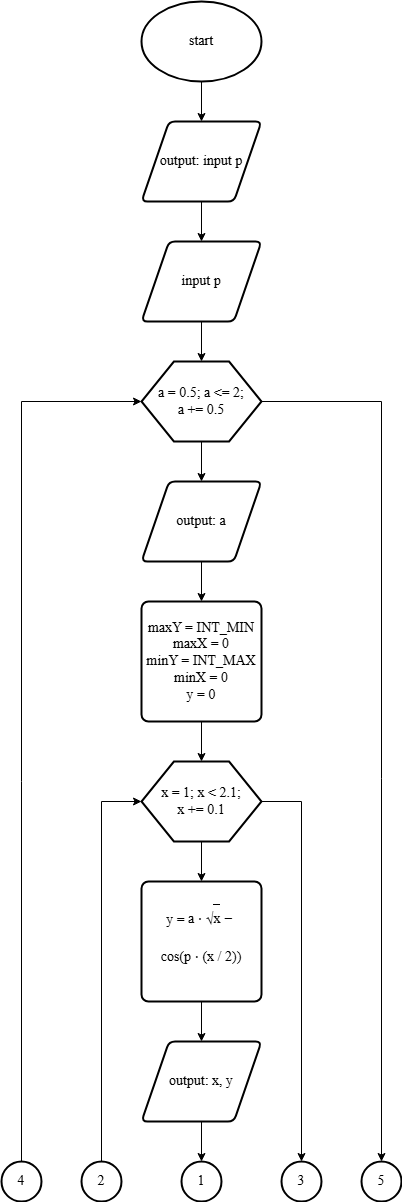 start
output: input p
input p
a = 0.5; a <= 2;
a += 0.5
output: a
maxY = INT_MIN
maxX = 0
minY = INT_MAX
minX = 0
y = 0
x = 1; x < 2.1;
x += 0.1
y = a · √x −
cos(p · (x / 2))
output: x, y
4
2
1
3
5